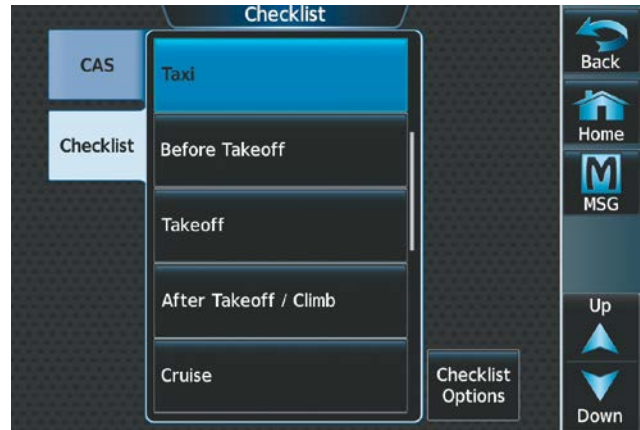 Checklist
CAS
Checklist
Taxi
Before Takeoff
Takeoff
After Takeoff / Climb
Cruise
Checklist
Options
Back
Home
MSG
Up
Down